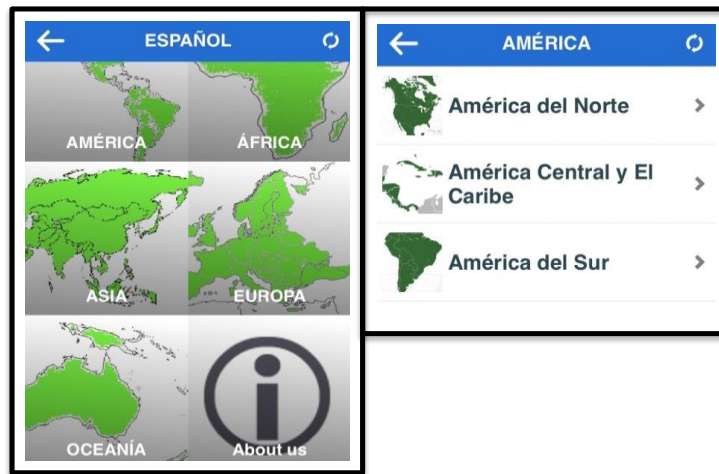 ESPAÑOL
AMÉRICA
ÁFRICA
ASIA
EUROPA
OCEANÍA
About us
AMÉRICA
América del Norte
América Central y El
Caribe
América del Sur